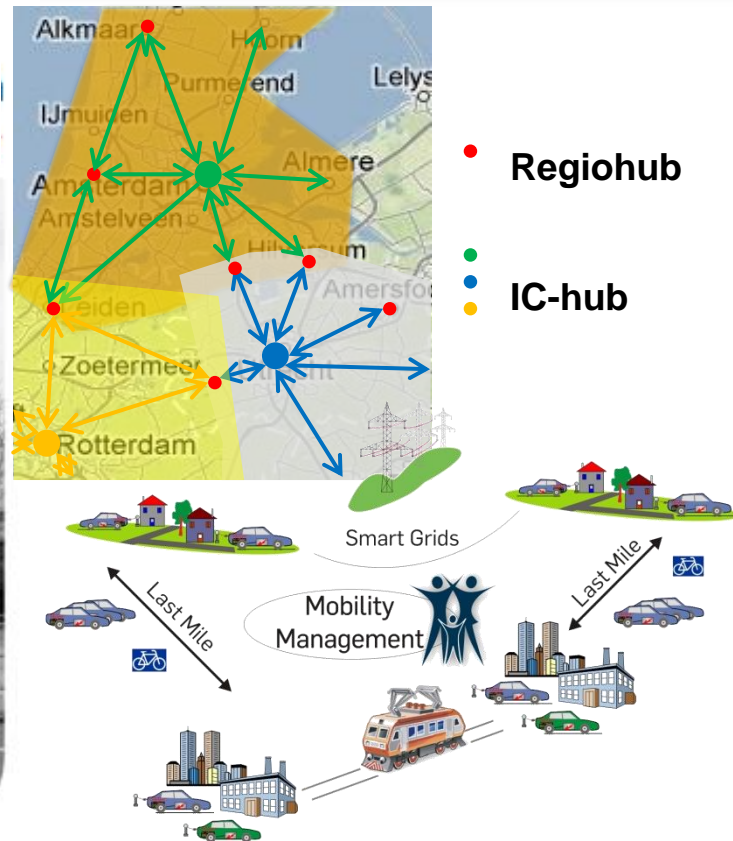 Alkmaar
Hoorn
Purmerend
Lelys
IJmuiden
Almere
Amsterdam
Amstelveen
Hilversum
Amersfo
Leiden
Zoetermeer
Rotterdam
Regiohub
IC-hub
Smart Grids
Last Mile
Last Mile
Mobility
Management